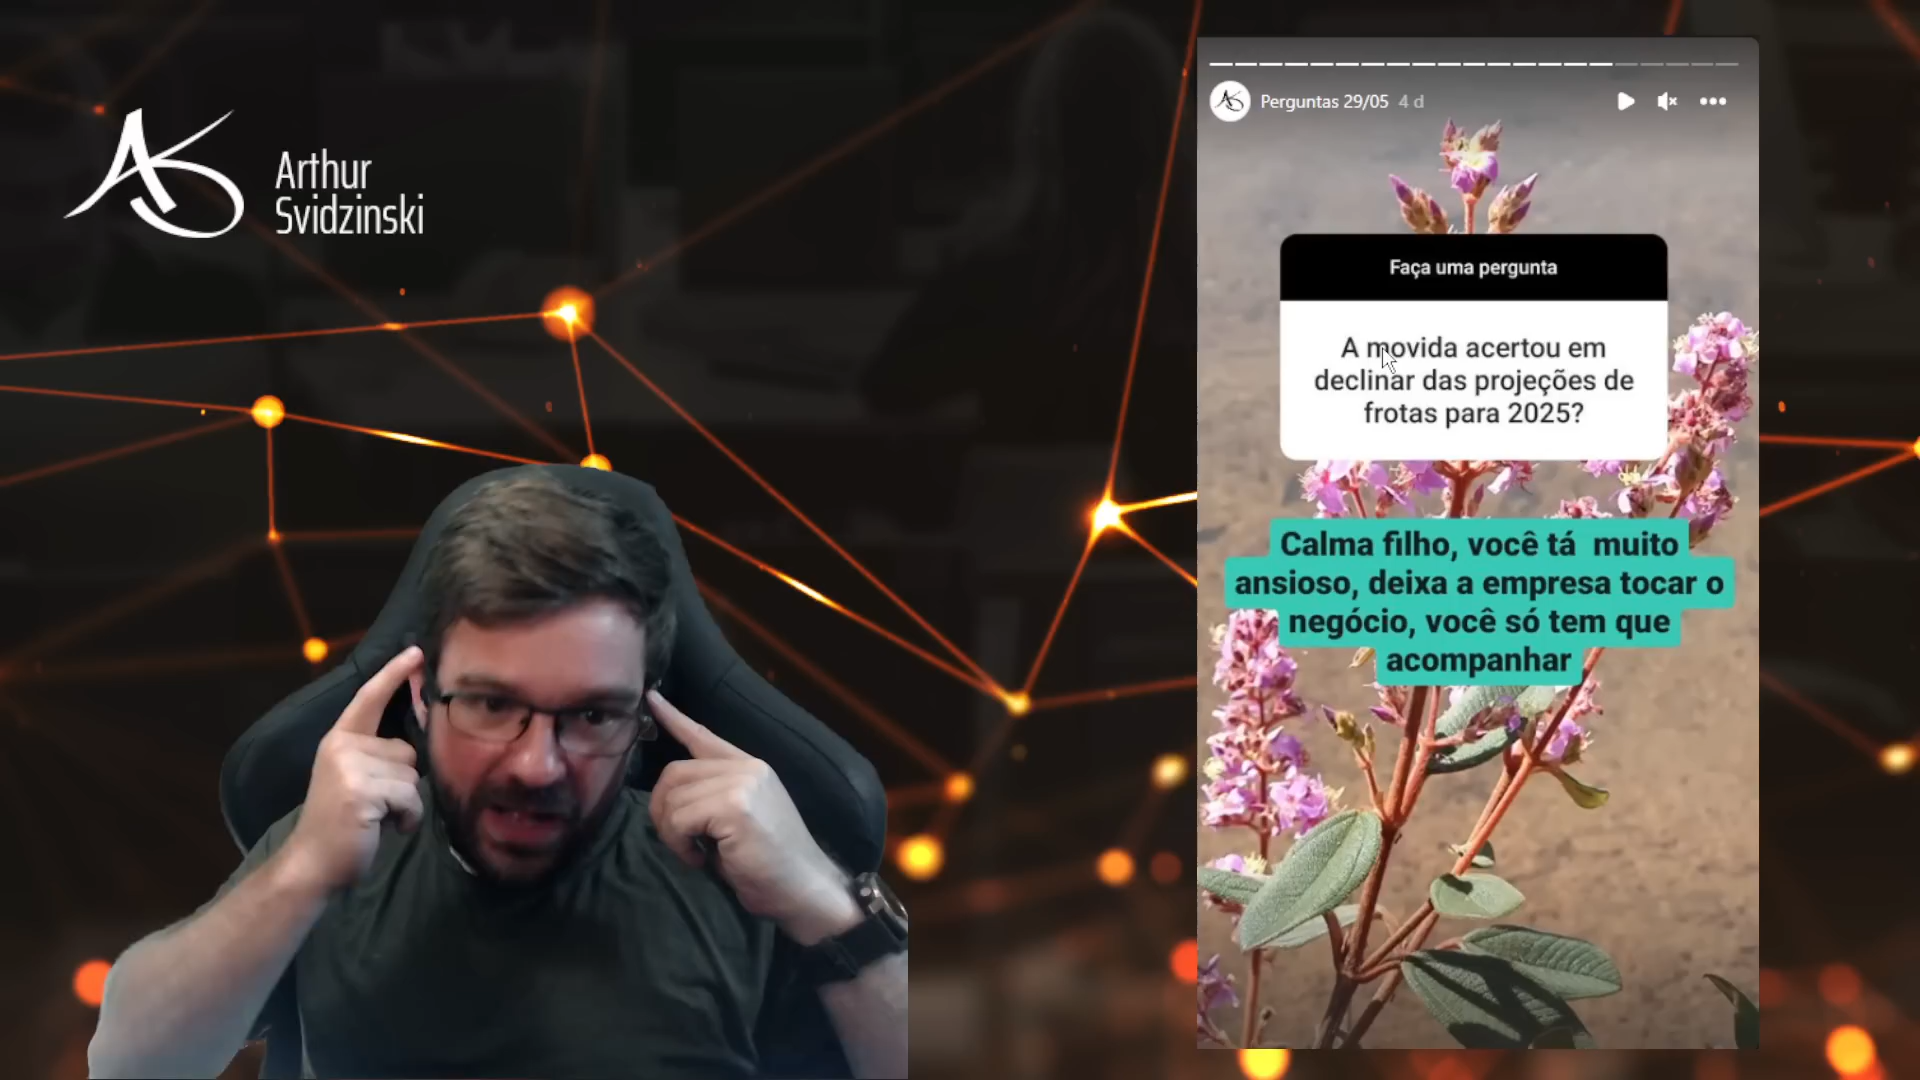 Arthur
Svidzinski
Perguntas 29/05 4 d
Faça uma pergunta
A movida acertou em
declinar das projeções de
frotas para 2025?
Calma filho, você tá muito
ansioso, deixa a empresa tocar o
negócio, você só tem que
acompanhar